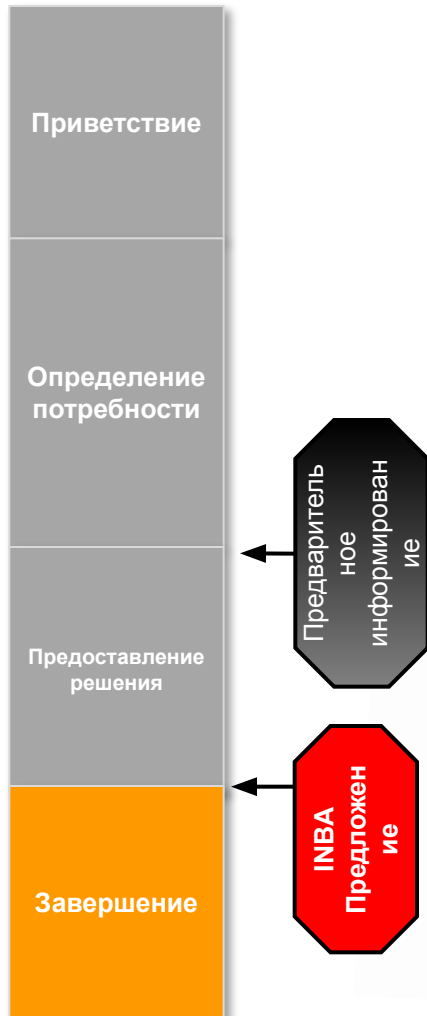 Приветствие
Определение
потребности
Предваритель
ное
информирован
ие
Предоставление
решения
INBA
Предложен
ие
Завершение